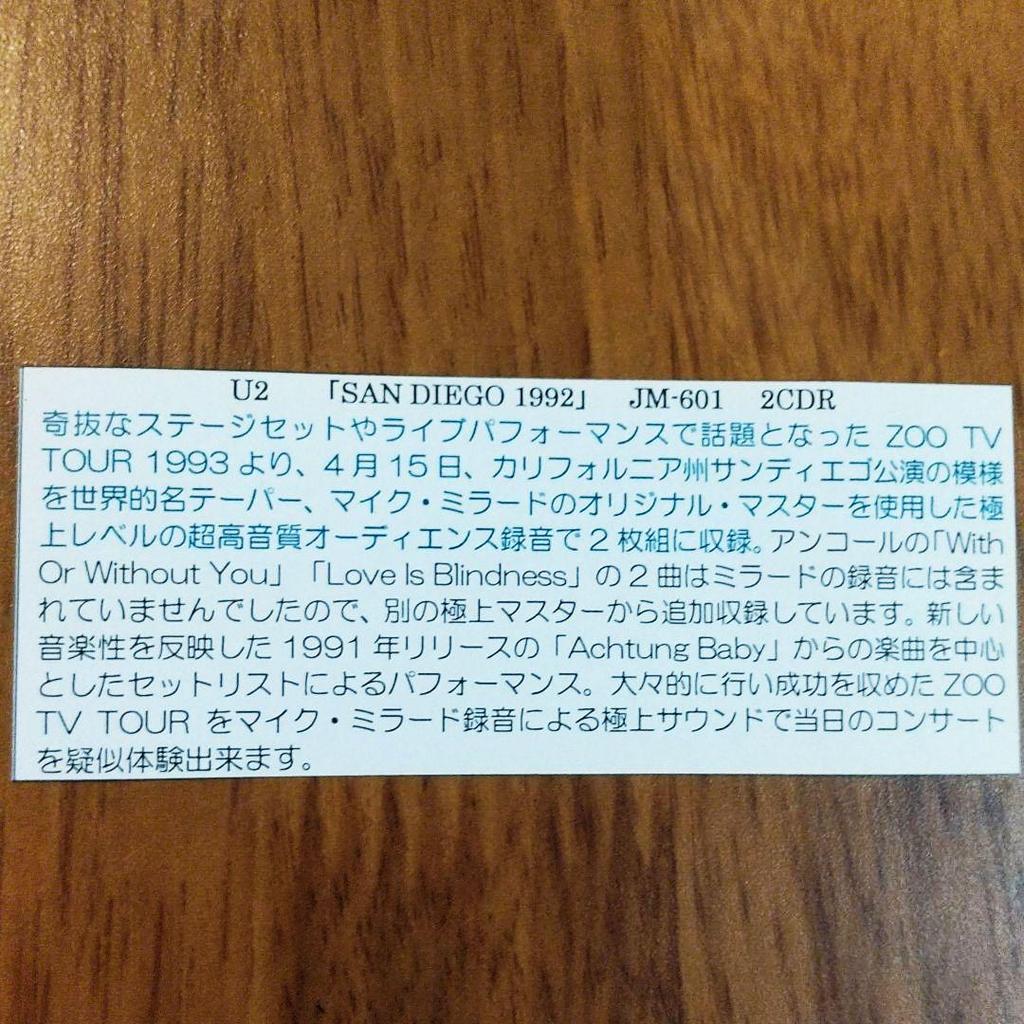 U2 「SAN DIEGO 1992」 JM-601 2CDR
奇抜なステージセットやライブパフォーマンスで話題となった ZOO TV
TOUR 1993 より、4 月 15 日、カリフォルニア州サンディエゴ公演の模様
を世界的名テーパー、マイク・ミラードのオリジナル・マスターを使用した極
上レベルの超高音質オーディエンス録音で 2 枚組に収録。アンコールの「With
Or Without You」「Love Is Blindness」の 2 曲はミラードの録音には含ま
れていませんでしたので、別の極上マスターから追加収録しています。新しい
音楽性を反映した 1991 年リリースの「Achtung Baby」からの楽曲を中心
としたセットリストによるパフォーマンス。大々的に行い成功を収めた ZOO
TV TOUR をマイク・ミラード録音による極上サウンドで当日のコンサート
を疑似体験出来ます。